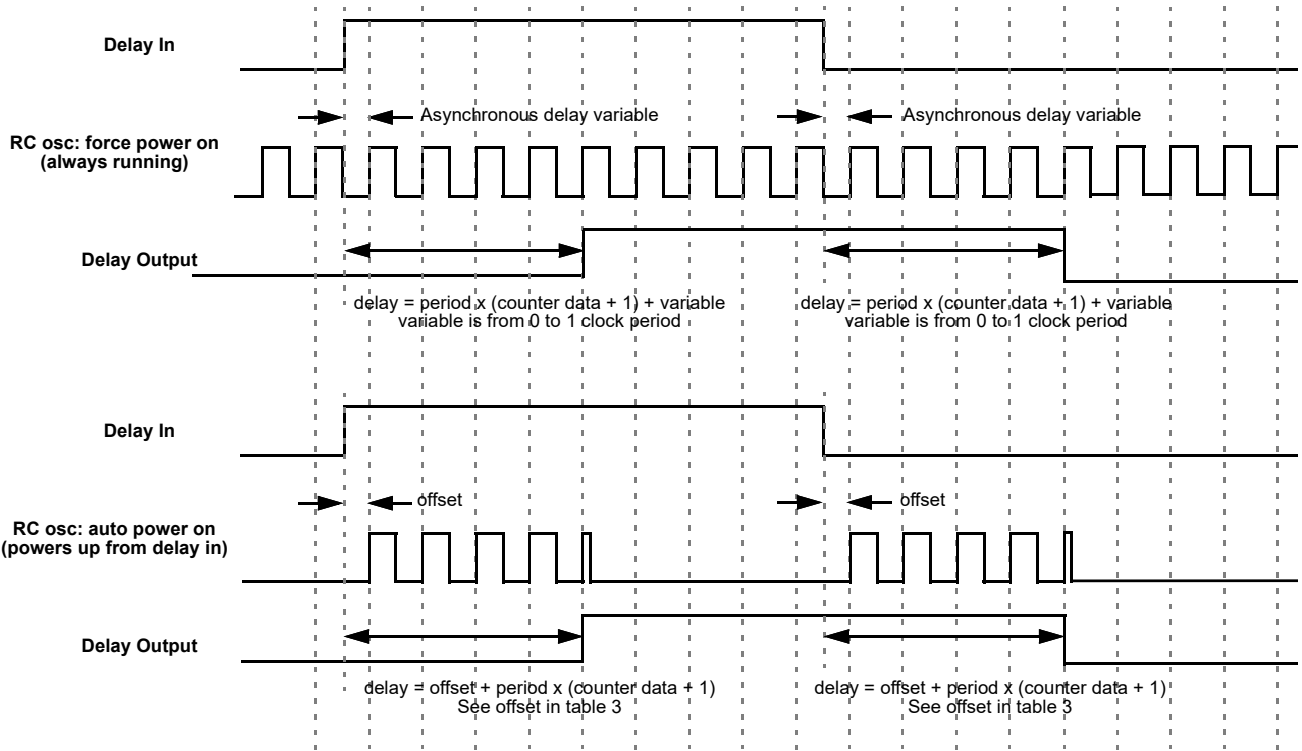 Delay In
Asynchronous delay variable
Asynchronous delay variable
RC osc: force power on
(always running)
Delay Output
delay = period x (counter data + 1) + variable
variable is from 0 to 1 clock period
delay = period x (counter data + 1) + variable
variable is from 0 to 1 clock period
Delay In
offset
offset
RC osc: auto power on
(powers up from delay in)
Delay Output
delay = offset + period x (counter data + 1)
See offset in table 3
delay = offset + period x (counter data + 1)
See offset in table 3